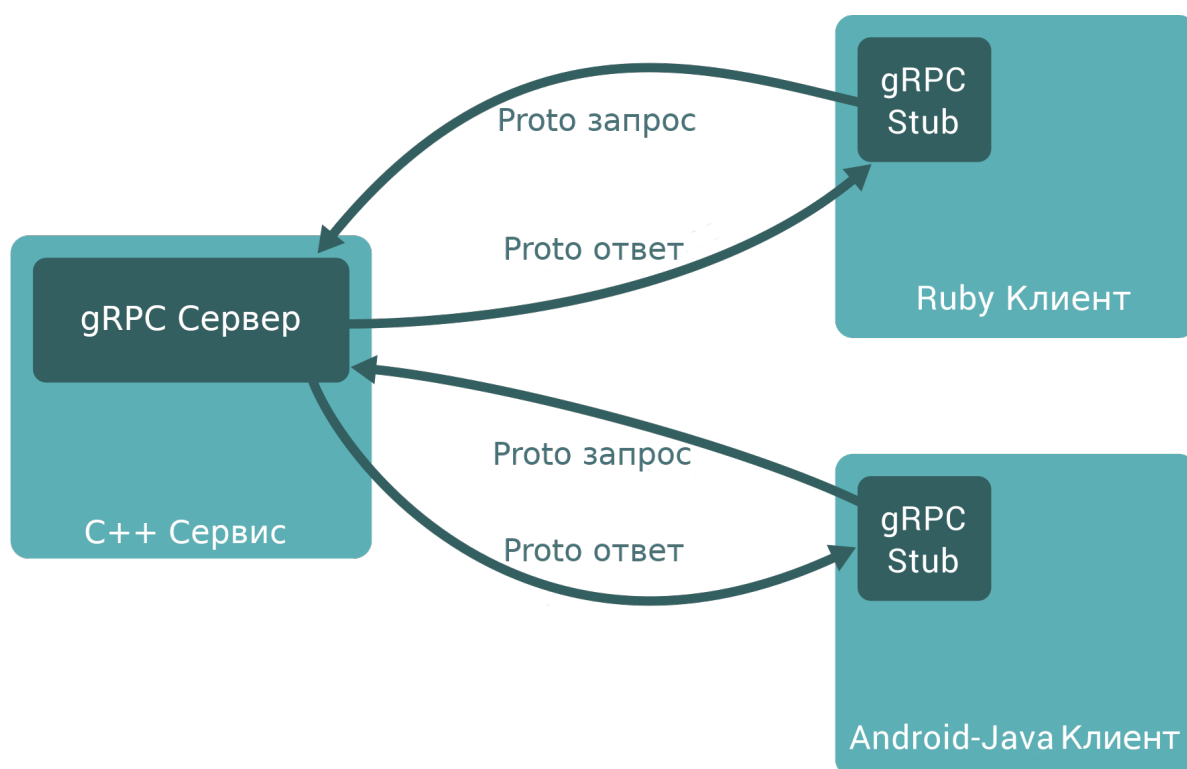 gRPC
Stub
Proto запрос
Proto ответ
Ruby Клиент
gRPC Сервер
C++ Сервис
Proto запрос
gRPC
Stub
Proto ответ
Android-Java Клиент